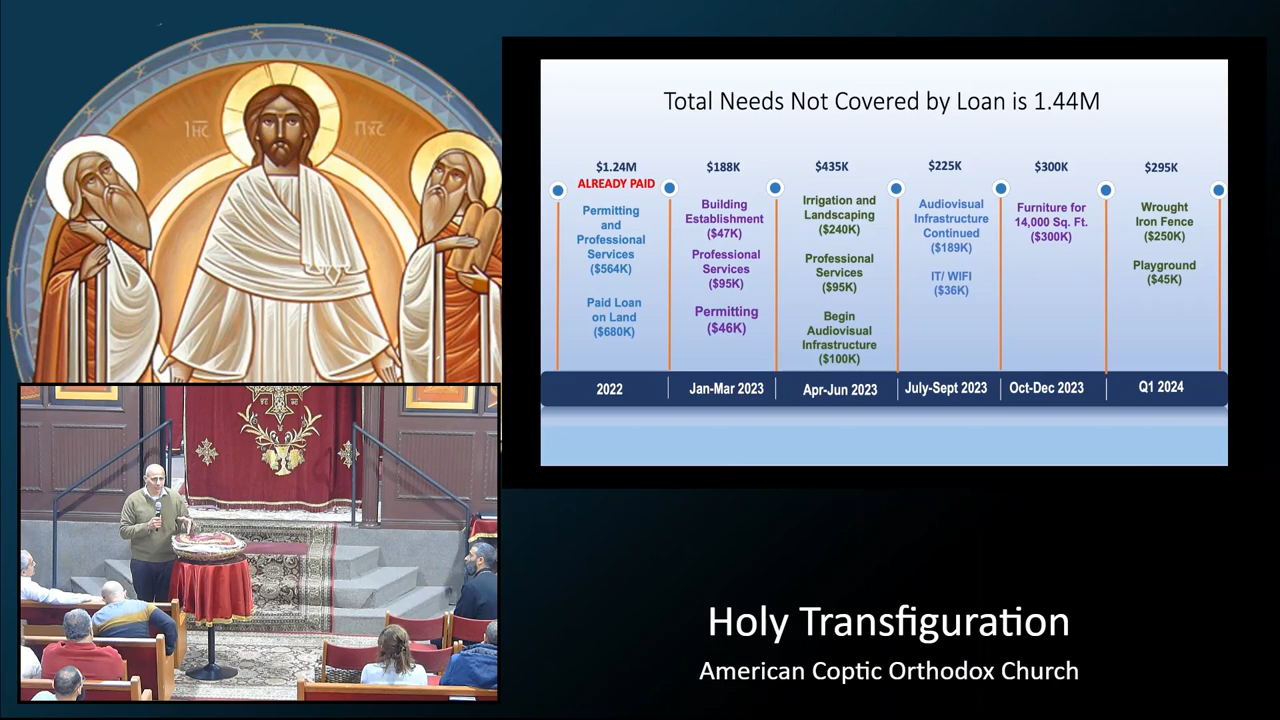 ΙΗC ΠΧC
Total Needs Not Covered by Loan is 1.44M
$1.24M
ALREADY PAID
Permitting
and
Professional
Services
($564K)
Paid Loan
on Land
($680K)
2022
$188K
Building
Establishment
($47K)
Professional
Services
($95K)
Permitting
($46K)
Jan-Mar 2023
$435K
Irrigation and
Landscaping
($240K)
Professional
Services
($95K)
Begin
Audiovisual
Infrastructure
($100K)
Apr-Jun 2023
$225K
Audiovisual
Infrastructure
Continued
($189K)
IT/ WIFI
($36K)
July-Sept 2023
$300K
Furniture for
14,000 Sq. Ft.
($300K)
Oct-Dec 2023
$295K
Wrought
Iron Fence
($250K)
Playground
($45K)
Q1 2024
Holy Transfiguration
American Coptic Orthodox Church